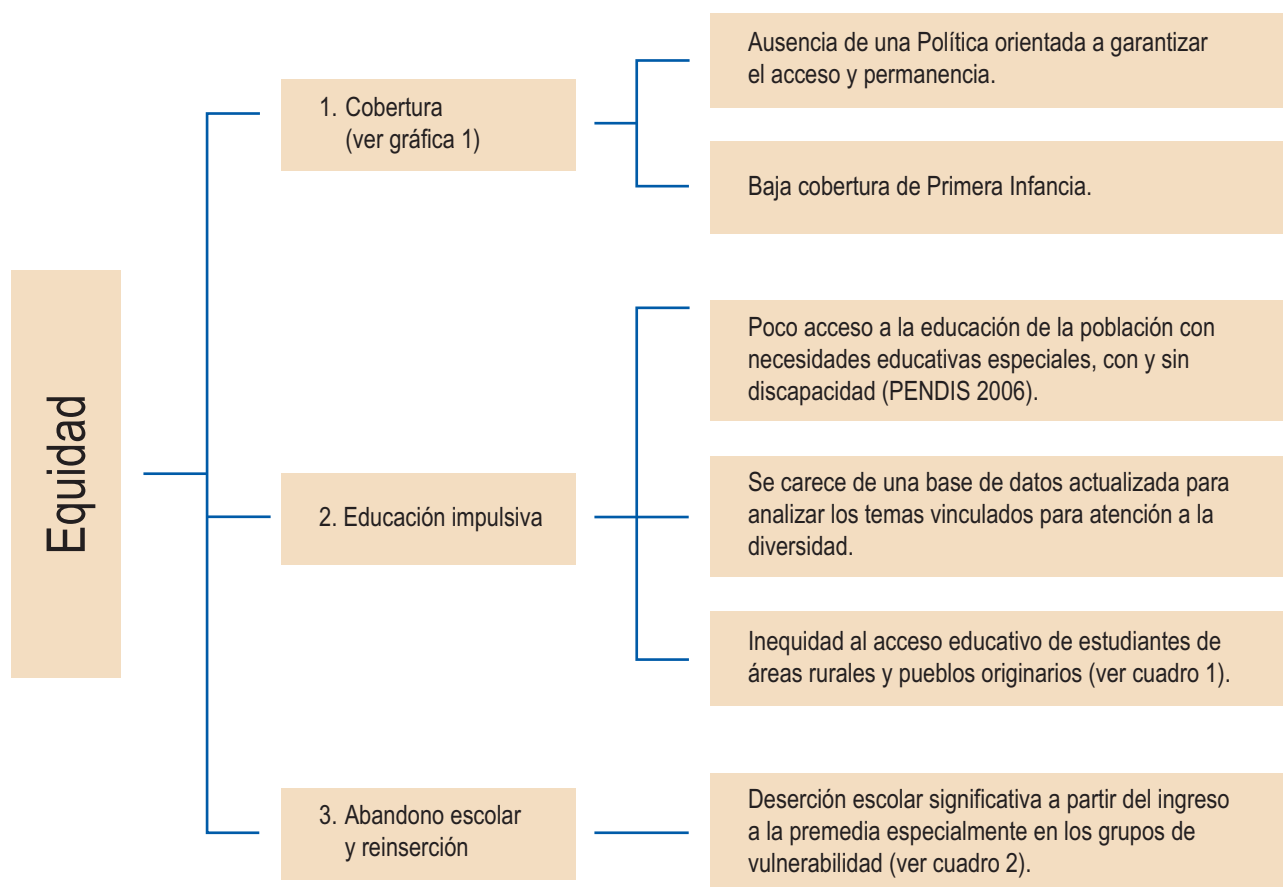 Equidad
1. Cobertura
(ver gráfica 1)
Ausencia de una Política orientada a garantizar
el acceso y permanencia.
Baja cobertura de Primera Infancia.
2. Educación impulsiva
Poco acceso a la educación de la población con
necesidades educativas especiales, con y sin
discapacidad (PENDIS 2006).
Se carece de una base de datos actualizada para
analizar los temas vinculados para atención a la
diversidad.
Inequidad al acceso educativo de estudiantes de
áreas rurales y pueblos originarios (ver cuadro 1).
3. Abandono escolar
y reinserción
Deserción escolar significativa a partir del ingreso
a la premedia especialmente en los grupos de
vulnerabilidad (ver cuadro 2).